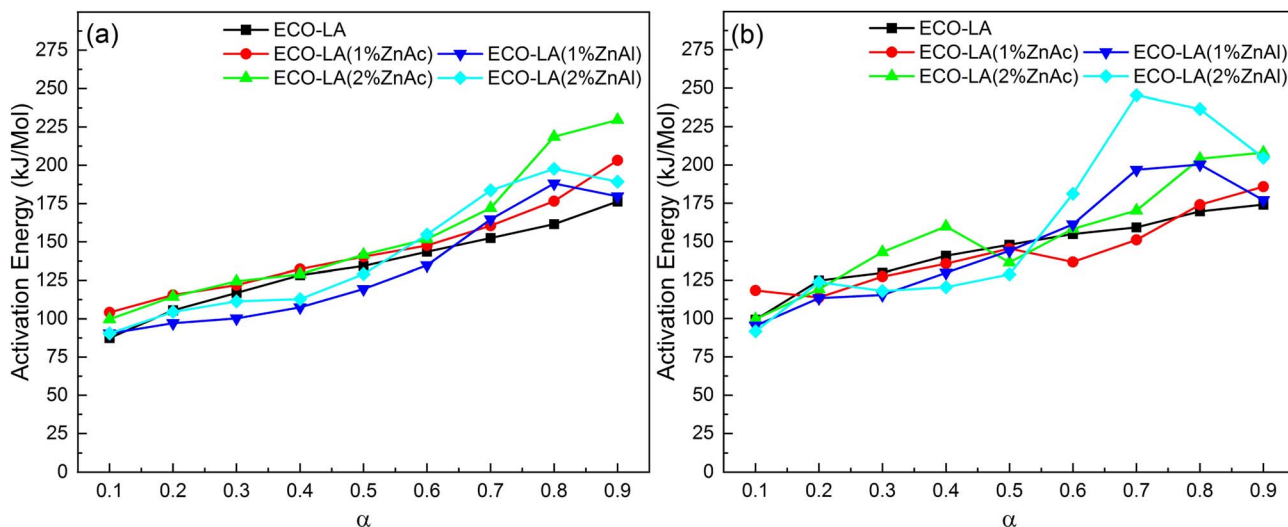 (a)
ECO-LA
ECO-LA(1%ZnAc) ECO-LA(1%ZnAl)
ECO-LA(2%ZnAc) ECO-LA(2%ZnAl)
Activation Energy (kJ/Mol)
275
250
225
200
175
150
125
100
75
50
25
0
0.1 0.2 0.3 0.4 0.5 0.6 0.7 0.8 0.9
α
(b)
ECO-LA
ECO-LA(1%ZnAc) ECO-LA(1%ZnAl)
ECO-LA(2%ZnAc) ECO-LA(2%ZnAl)
Activation Energy (kJ/Mol)
275
250
225
200
175
150
125
100
75
50
25
0
0.1 0.2 0.3 0.4 0.5 0.6 0.7 0.8 0.9
α